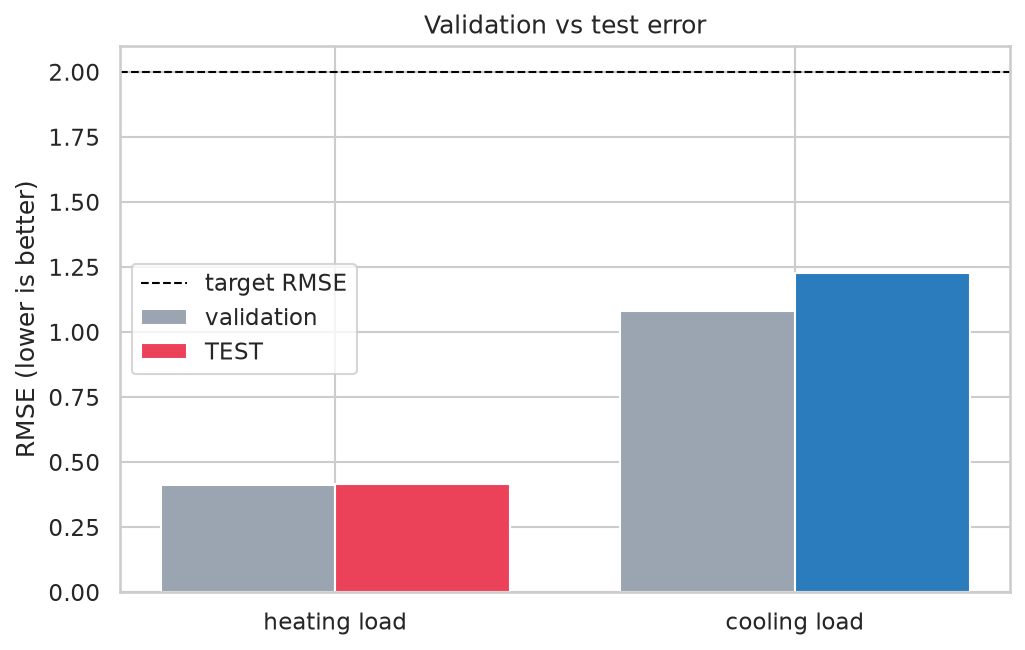 Validation vs test error
RMSE (lower is better)
2.00
1.75
1.50
1.25
1.00
0.75
0.50
0.25
0.00
target RMSE
validation
TEST
heating load
cooling load